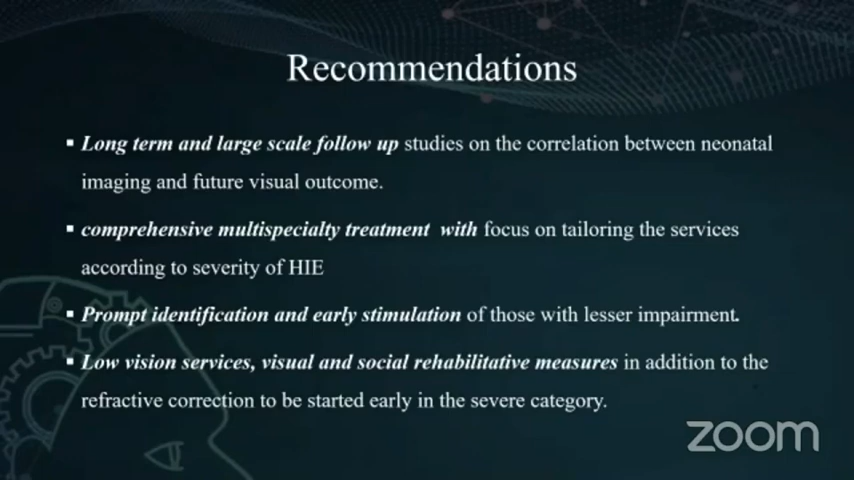 Recommendations
▪ Long term and large scale follow up studies on the correlation between neonatal
imaging and future visual outcome.
▪ comprehensive multispecialty treatment with focus on tailoring the services
according to severity of HIE
▪ Prompt identification and early stimulation of those with lesser impairment.
▪ Low vision services, visual and social rehabilitative measures in addition to the
refractive correction to be started early in the severe category.
zoom